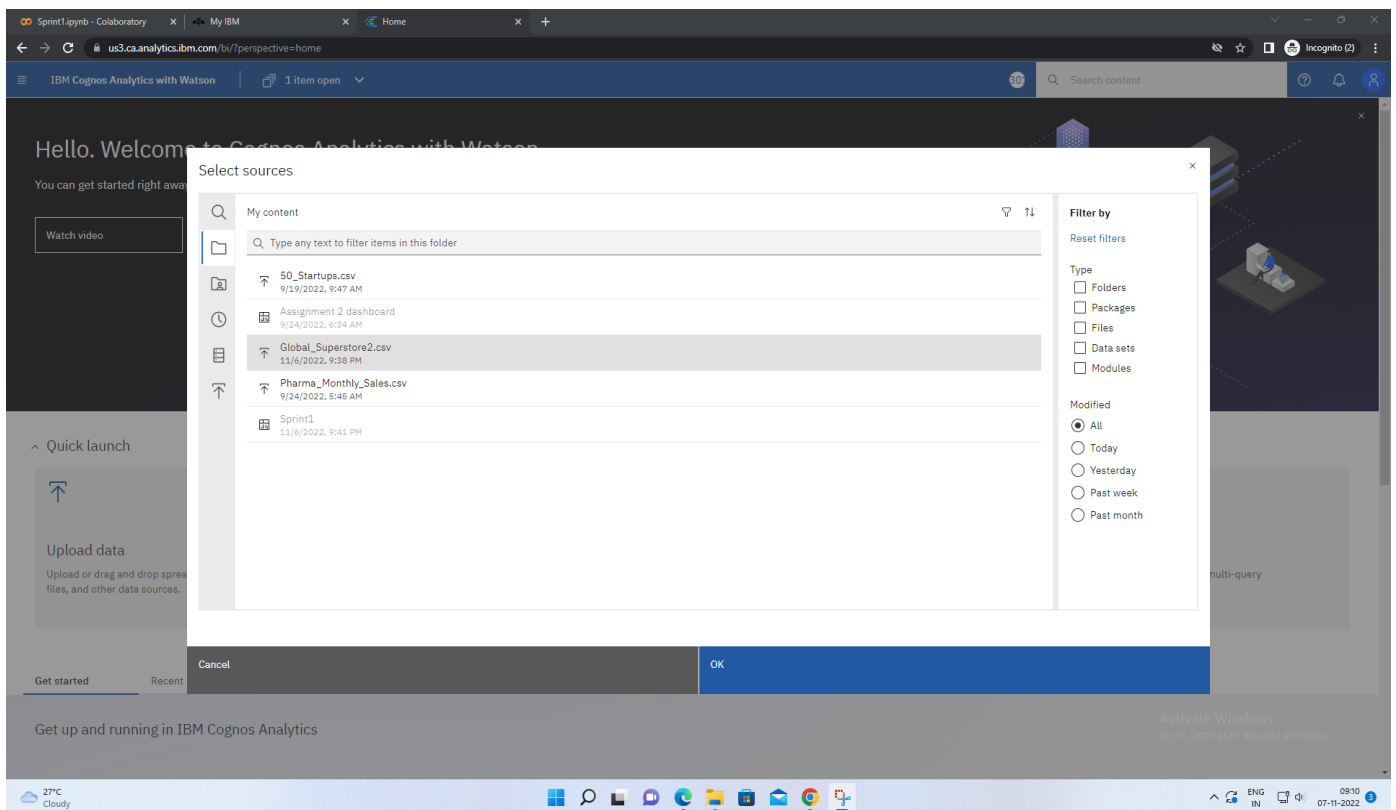 Sprint1.ipynb - Colaboratory
My IBM
Home
us3.ca.analytics.ibm.com/bi/?perspective=home
Incognito (2)
IBM Cognos Analytics with Watson
1 item open
30
Search content
Hello. Welcome to Cognos Analytics with Watson
You can get started right away
Watch video
Select sources
My content
Type any text to filter items in this folder
50_Startups.csv
9/19/2022, 9:47 AM
Assignment 2 dashboard
9/24/2022, 6:34 AM
Global_Superstore2.csv
11/6/2022, 9:38 PM
Pharma_Monthly_Sales.csv
9/24/2022, 5:45 AM
Sprint1
11/6/2022, 9:41 PM
Filter by
Reset filters
Type
Folders
Packages
Files
Data sets
Modules
Modified
All
Today
Yesterday
Past week
Past month
Cancel
OK
Quick launch
Upload data
Upload or drag and drop sprea
files, and other data sources.
multi-query
Get started
Recent
Get up and running in IBM Cognos Analytics
Activate Windows
Go to Settings to activate Windows.
27°C
Cloudy
ENG
IN
09:10
07-11-2022
3